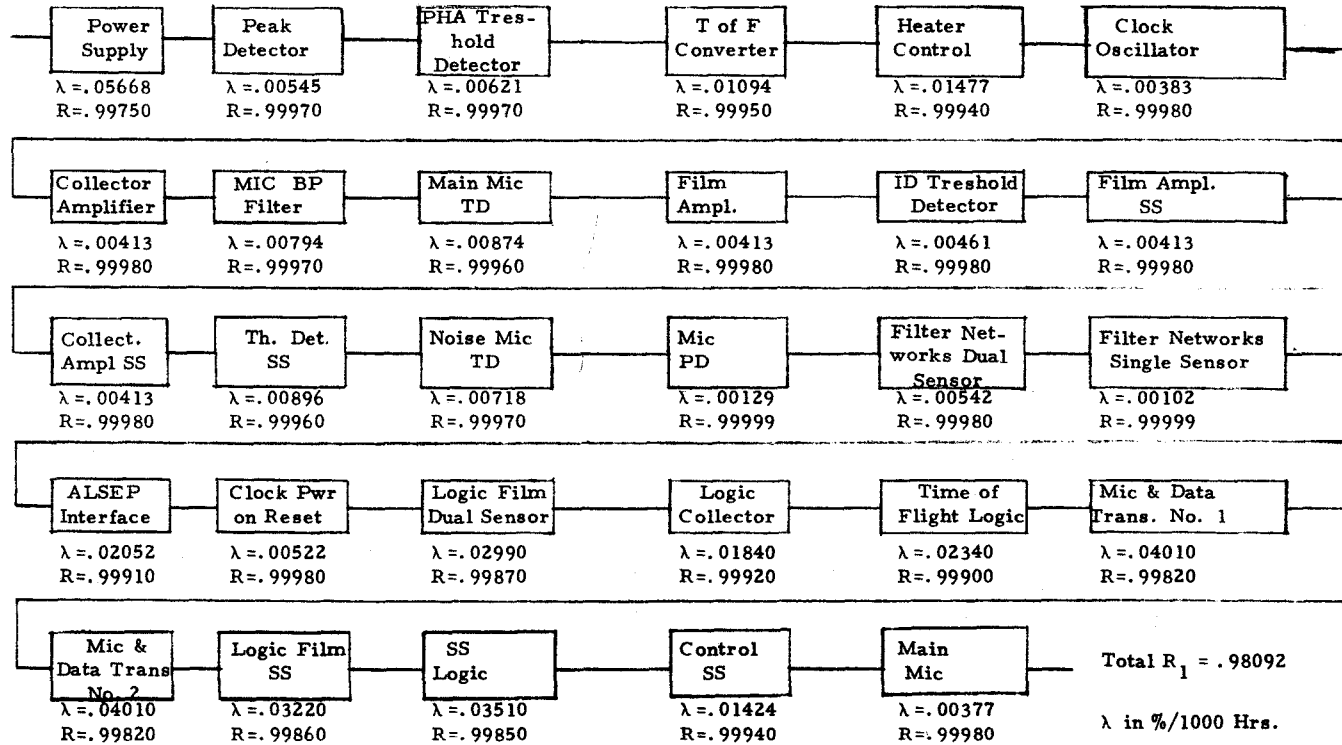 Power
Supply
λ =.05668
R=.99750
Peak
Detector
λ =.00545
R=.99970
PHA Tres-
hold
Detector
λ =.00621
R=.99970
T of F
Converter
λ =.01094
R=.99950
Heater
Control
λ =.01477
R=.99940
Clock
Oscillator
λ =.00383
R=.99980
Collector
Amplifier
λ =.00413
R=.99980
MIC BP
Filter
λ =.00794
R=.99970
Main Mic
TD
λ =.00874
R=.99960
Film
Ampl.
λ =.00413
R=.99980
ID Treshold
Detector
λ =.00461
R=.99980
Film Ampl.
SS
λ =.00413
R=.99980
Collect.
Ampl SS
λ =.00413
R=.99980
Th. Det.
SS
λ =.00896
R=.99960
Noise Mic
TD
λ =.00718
R=.99970
Mic
PD
λ =.00129
R=.99999
Filter Net-
works Dual
Sensor
λ =.00542
R=.99980
Filter Networks
Single Sensor
λ =.00102
R=.99999
ALSEP
Interface
λ =.02052
R=.99910
Clock Pwr
on Reset
λ =.00522
R=.99980
Logic Film
Dual Sensor
λ =.02990
R=.99870
Logic
Collector
λ =.01840
R=.99920
Time of
Flight Logic
λ =.02340
R=.99900
Mic & Data
Trans. No. 1
λ =.04010
R=.99820
Mic &
Data Trans
No. 2
λ =.04010
R=.99820
Logic Film
SS
λ =.03220
R=.99860
SS
Logic
λ =.03510
R=.99850
Control
SS
λ =.01424
R=.99940
Main
Mic
λ =.00377
R=.99980
Total R1 = .98092
λ in %/1000 Hrs.